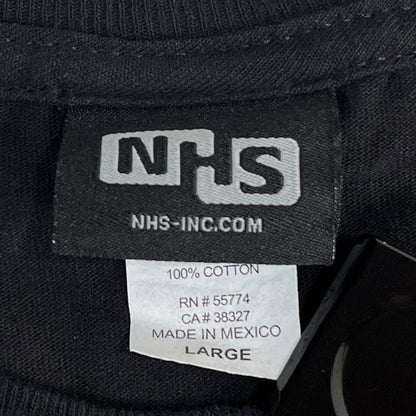 NHS
NHS-INC.COM
100% COTTON
RN # 55774
CA # 38327
MADE IN MEXICO
LARGE